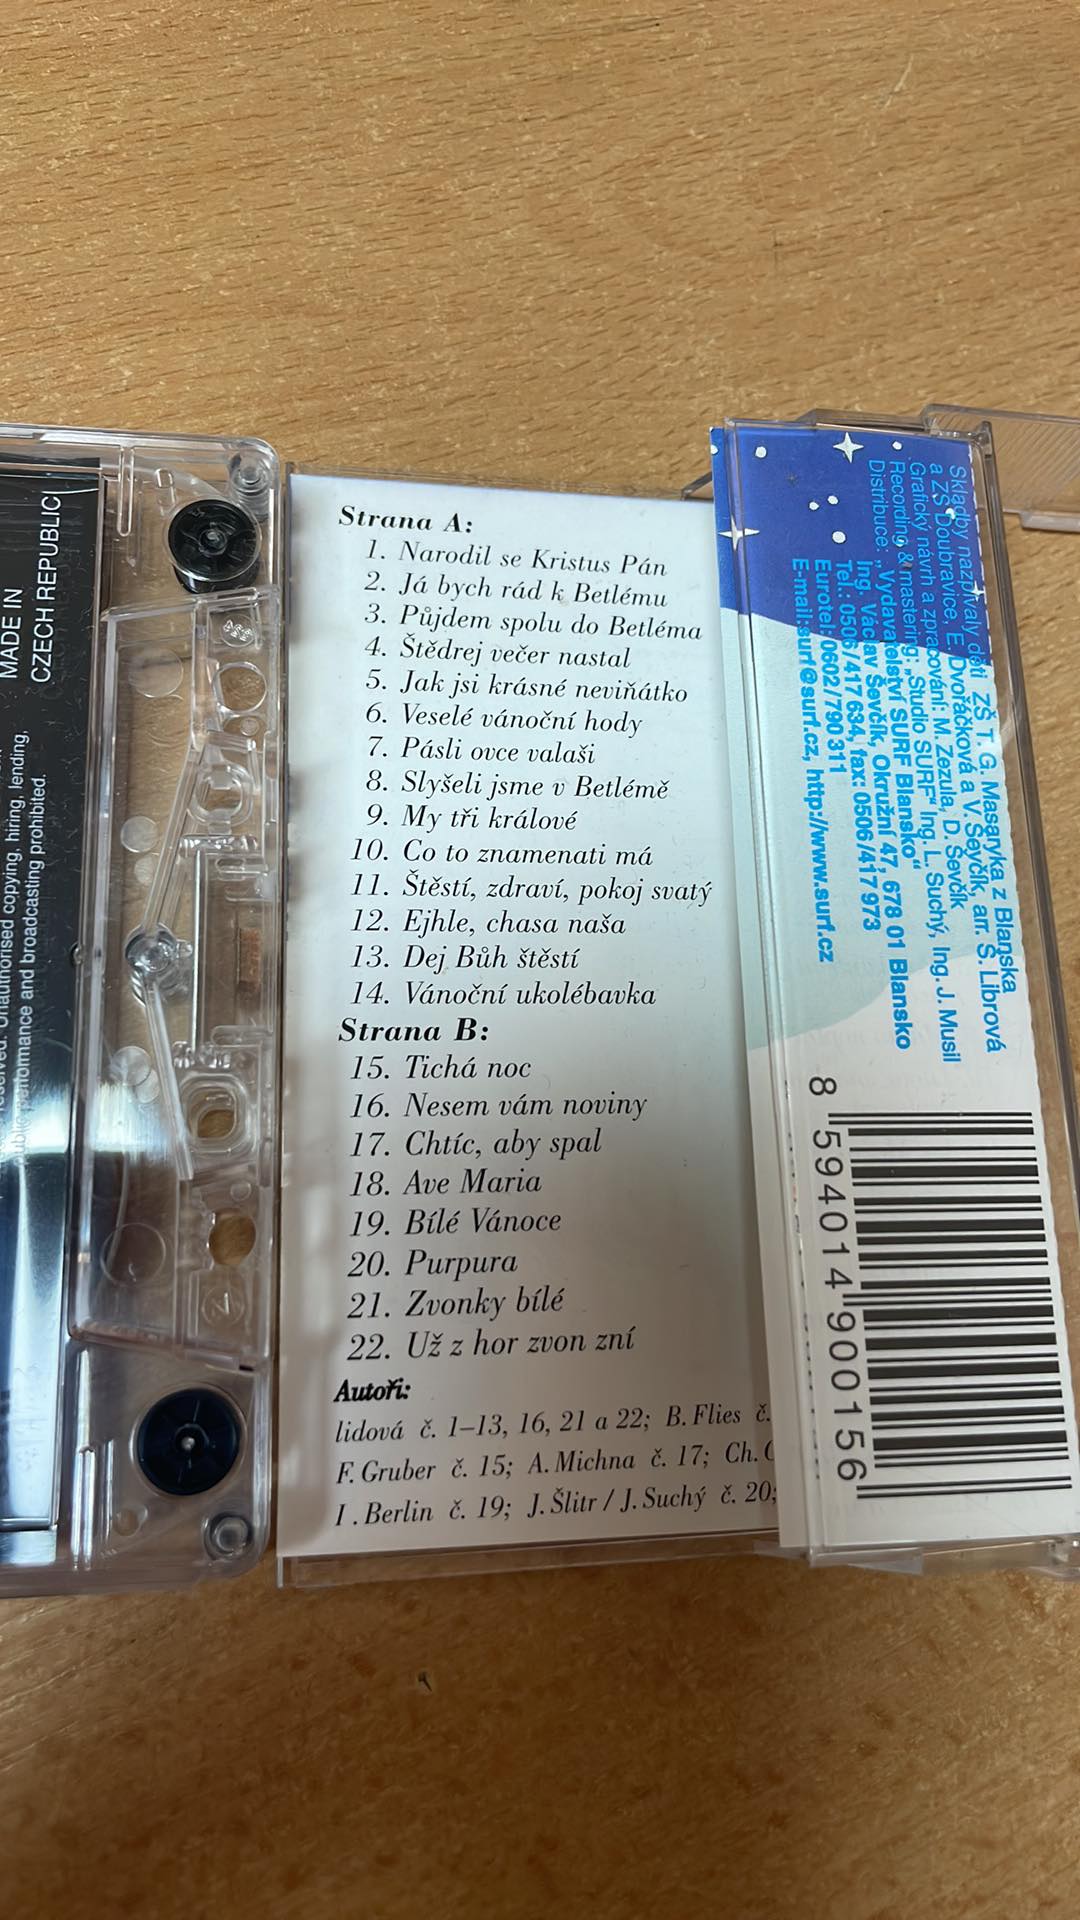 MADE IN
CZECH REPUBLIC
Unauthorised copying, hiring, lending,
public performance and broadcasting prohibited.
Strana A:
1. Narodil se Kristus Pán
2. Já bych rád k Betlému
3. Půjdem spolu do Betléma
4. Štědrej večer nastal
5. Jak jsi krásné neviňátko
6. Veselé vánoční hody
7. Pásli ovce valaši
8. Slyšeli jsme v Betlémě
9. My tři králové
10. Co to znamenati má
11. Štěstí, zdraví, pokoj svatý
12. Ejhle, chasa naša
13. Dej Bůh štěstí
14. Vánoční ukolébavka
Strana B:
15. Tichá noc
16. Nesem vám noviny
17. Chtíc, aby spal
18. Ave Maria
19. Bílé Vánoce
20. Purpura
21. Zvonky bílé
22. Už z hor zvon zní
Autoři:
lidová č. 1–13, 16, 21 a 22; B. Flies č.
F. Gruber č. 15; A. Michna č. 17; Ch.
I . Berlin č. 19; J. Šlitr / J. Suchý č. 20;
Skladby nazpívaly děti ZŠ T. G. Masaryka z Blanska
a ZŠ Doubravice, E. Dvořáčková a V. Ševčík, arr. S. Librová
Grafický návrh a zpracování: M. Zezula, D. Ševčík
Recording & mastering: „Studio SURF“ Ing. L. Suchý, Ing. J. Musil
Distribuce: „Vydavatelství SURF Blansko“
Ing. Václav Ševčík, Okružní 47, 678 01 Blansko
Tel.: 0506/417 634, fax: 0506/417 973
Eurotel: 0602/790 311
E-mail:surf@surf.cz, http://www.surf.cz
8 594014 900156